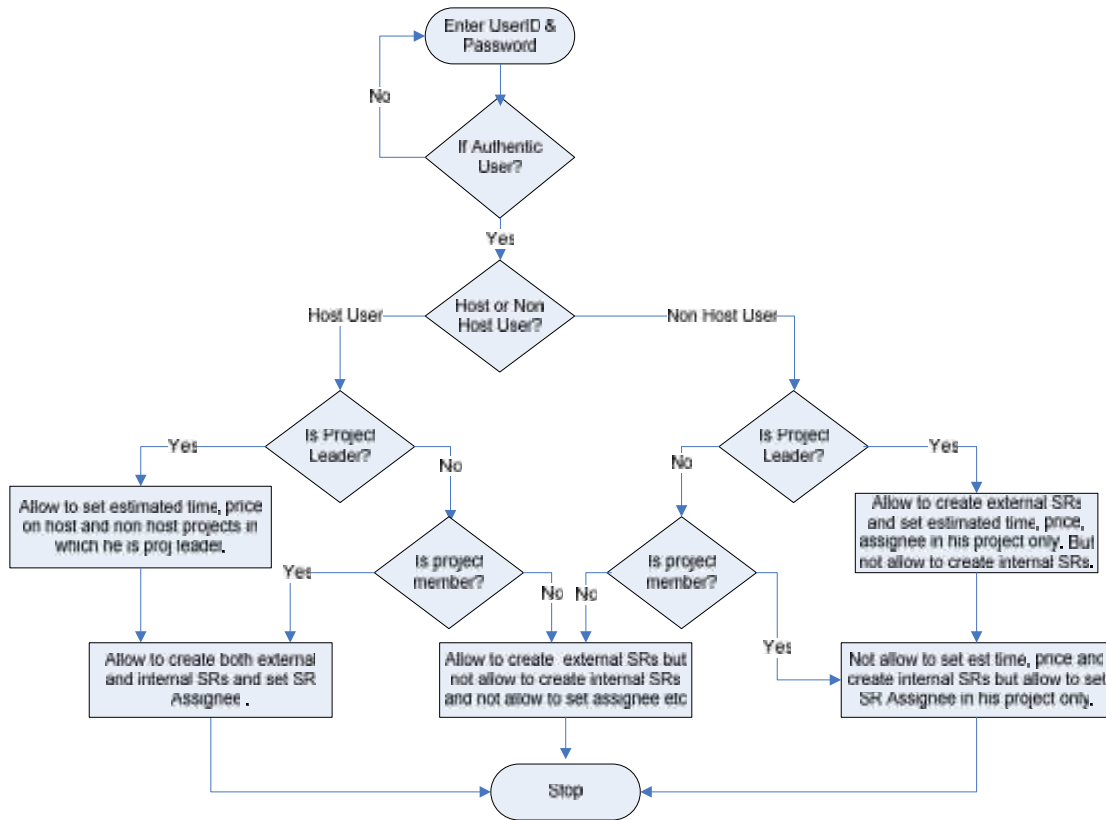 Enter UserID &
Password
No
If Authentic
User?
Yes
Host User
Host or Non
Host User?
Non Host User
Yes
Is Project
Leader?
No
No
Is Project
Leader?
Yes
Allow to set estimated time, price
on host and non host projects in
which he is proj leader.
Yes
Is project
member?
No
No
Is project
member?
Yes
Allow to create external SRs
and set estimated time, price,
assignee in his project only. But
not allow to create internal SRs.
Allow to create both external
and internal SRs and set SR
Assignee .
Allow to create external SRs but
not allow to create internal SRs
and not allow to set assignee etc
Not allow to set est time, price and
create internal SRs but allow to set
SR Assignee in his project only.
Stop